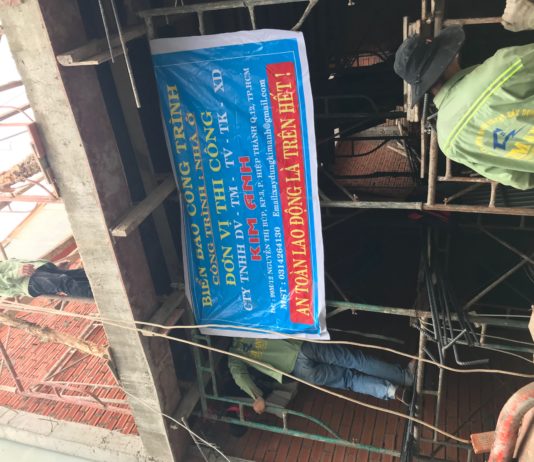 BIỂN BÁO CÔNG TRÌNH
CÔNG TRÌNH : NHÀ Ở
ĐƠN VỊ THI CÔNG
CTY TNHH DV - TM - TV - TK - XD
KIM ANH
ĐC : 99M/12 NGUYỄN THỊ BÚP, KP.3, P. HIỆP THÀNH Q.12, TP.HCM
MST : 0314264130 Email:xaydungkimanh@gmail.com
AN TOÀN LAO ĐỘNG LÀ TRÊN HẾT !